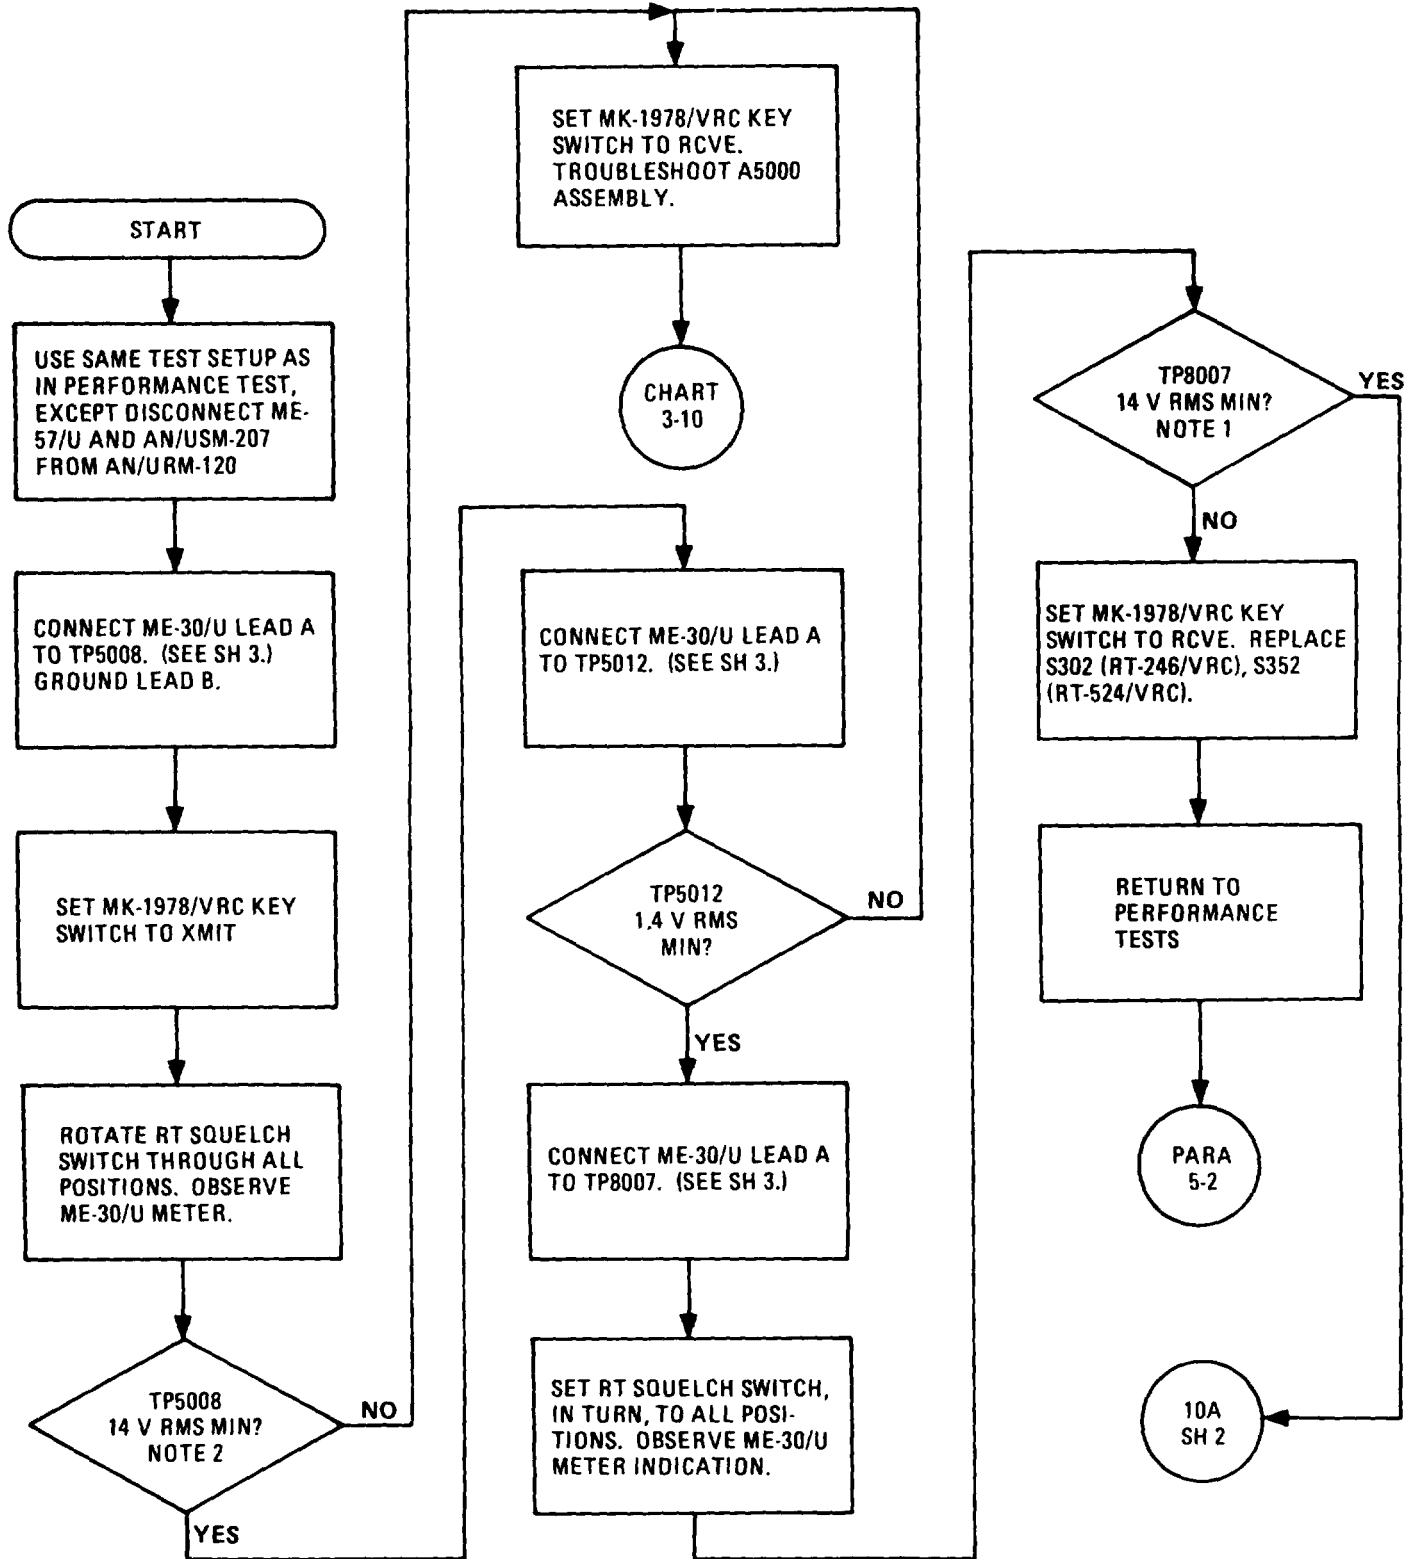 START
USE SAME TEST SETUP AS
IN PERFORMANCE TEST,
EXCEPT DISCONNECT ME-
57/U AND AN/USM-207
FROM AN/URM-120
CONNECT ME-30/U LEAD A
TO TP5008. (SEE SH 3.)
GROUND LEAD B.
SET MK-1978/VRC KEY
SWITCH TO XMIT
ROTATE RT SQUELCH
SWITCH THROUGH ALL
POSITIONS. OBSERVE
ME-30/U METER.
TP5008
14 V RMS MIN?
NOTE 2
NO
YES
SET MK-1978/VRC KEY
SWITCH TO RCVE.
TROUBLESHOOT A5000
ASSEMBLY.
CHART
3-10
CONNECT ME-30/U LEAD A
TO TP5012. (SEE SH 3.)
TP5012
1.4 V RMS
MIN?
NO
YES
CONNECT ME-30/U LEAD A
TO TP8007. (SEE SH 3.)
SET RT SQUELCH SWITCH,
IN TURN, TO ALL POSI-
TIONS. OBSERVE ME-30/U
METER INDICATION.
TP8007
14 V RMS MIN?
NOTE 1
YES
NO
SET MK-1978/VRC KEY
SWITCH TO RCVE. REPLACE
S302 (RT-246/VRC), S352
(RT-524/VRC).
RETURN TO
PERFORMANCE
TESTS
PARA
5-2
10A
SH 2